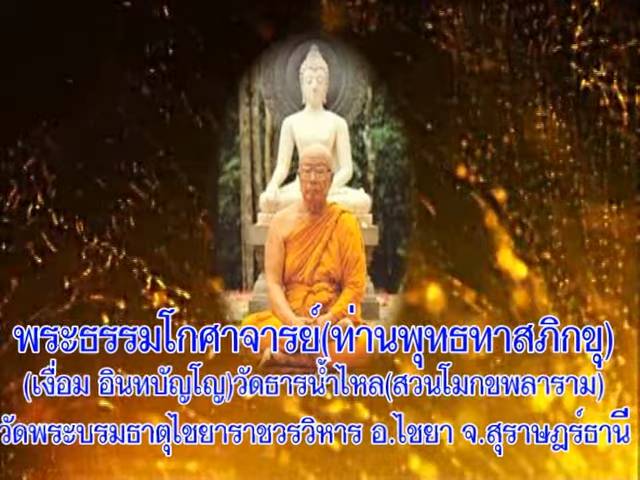 พระธรรมโกศาจารย์(ท่านพุทธทาสภิกขุ)
(เงื่อม อินทบัญโญ)วัดธารน้ำไหล(สวนโมกขพลาราม)
วัดพระบรมธาตุไชยาราชวรวิหาร อ.ไชยา จ.สุราษฎร์ธานี